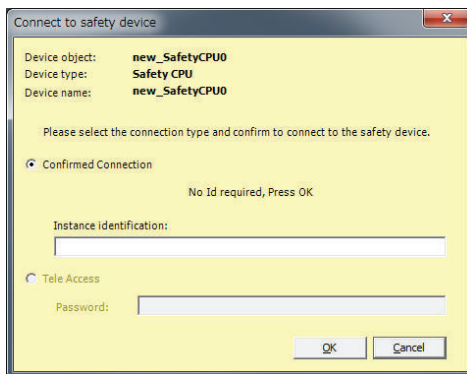 Connect to safety device
Device object: new_SafetyCPU0
Device type: Safety CPU
Device name: new_SafetyCPU0
Please select the connection type and confirm to connect to the safety device.
Confirmed Connection
No Id required, Press OK
Instance identification:
Tele Access
Password:
OK Cancel